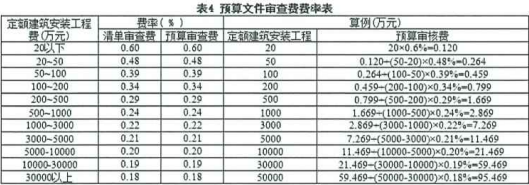 表4 预算文件审查费费率表
定额建筑安装工程费(万元) 费率(%) 算例(万元)
清单审查费 预算审查费 定额建筑安装工程 预算审核费
20以下 0.60 0.60 20 20×0.6%=0.120
20~50 0.48 0.48 50 0.120+(50-20)×0.48%=0.264
50~100 0.39 0.39 100 0.264+(100-50)×0.39%=0.459
100~200 0.34 0.34 200 0.459+(200-100)×0.34%=0.799
200~500 0.29 0.29 500 0.799+(500-200)×0.29%=1.669
500~1000 0.24 0.24 1000 1.669+(1000-500)×0.24%=2.869
1000~3000 0.22 0.22 3000 2.869+(3000-1000)×0.22%=7.269
3000~5000 0.21 0.21 5000 7.269+(5000-3000)×0.21%=11.469
5000-10000 0.20 0.20 10000 11.469+(10000-5000)×0.20%=21.469
10000-30000 0.19 0.19 30000 21.469+(30000-10000)×0.19%=59.469
30000以上 0.18 0.18 50000 59.469+(50000-30000)×0.18%=95.469